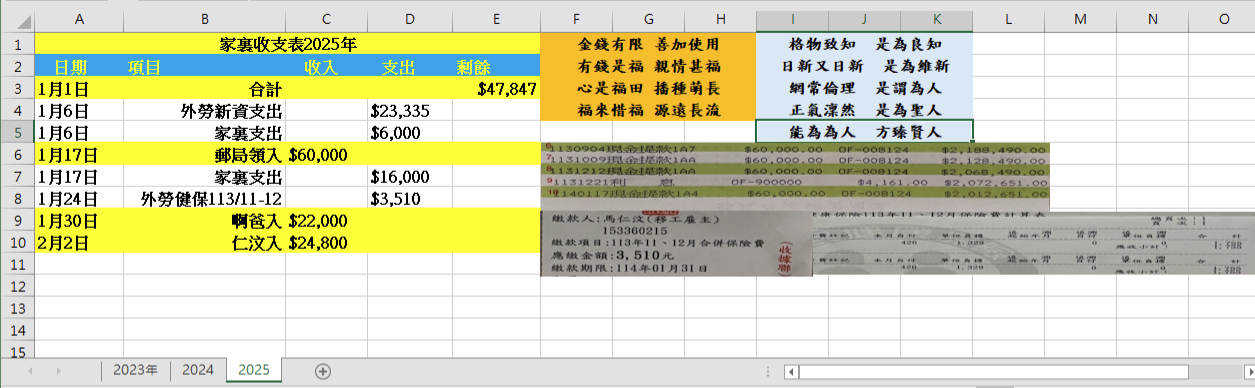 A B C D E F G H I J K L M N O
1 家裏收支表2025年 金錢有限 善加使用 格物致知 是為良知
2 日期 項目 收入 支出 剩餘 有錢是福 親情甚福 日新又日新 是為維新
3 1月1日 合計 $47,847 心是福田 播種萌長 綱常倫理 是謂為人
4 1月6日 外勞新資支出 $23,335 福來惜福 源遠長流 正氣凜然 是為聖人
5 1月6日 家裏支出 $6,000 能為為人 方臻賢人
6 1月17日 郵局領入 $60,000
7 1月17日 家裏支出 $16,000
8 1月24日 外勞健保113/11-12 $3,510
9 1月30日 啊爸入 $22,000
10 2月2日 仁汶入 $24,800
11
12
13
14
15
1130904現金提款1A7 $60,000.00 0F-008124 $2,188,490.00
1131009現金提款1AA $60,000.00 0F-008124 $2,128,490.00
1131212現金提款1AA $60,000.00 0F-008124 $2,068,490.00
1131221利 息 0F-900000 $4,161.00 $2,072,651.00
1140117現金提款1A4 $60,000.00 0F-008124 $2,012,651.00
繳款人:馬仁汶(移工雇主)
153360215
繳款項目:113年11、12月合併保險費
應繳金額:3,510元
繳款期限:114年01月31日
(收據聯)
康保險113年11、12月保險費計算表
2023年 2024 2025